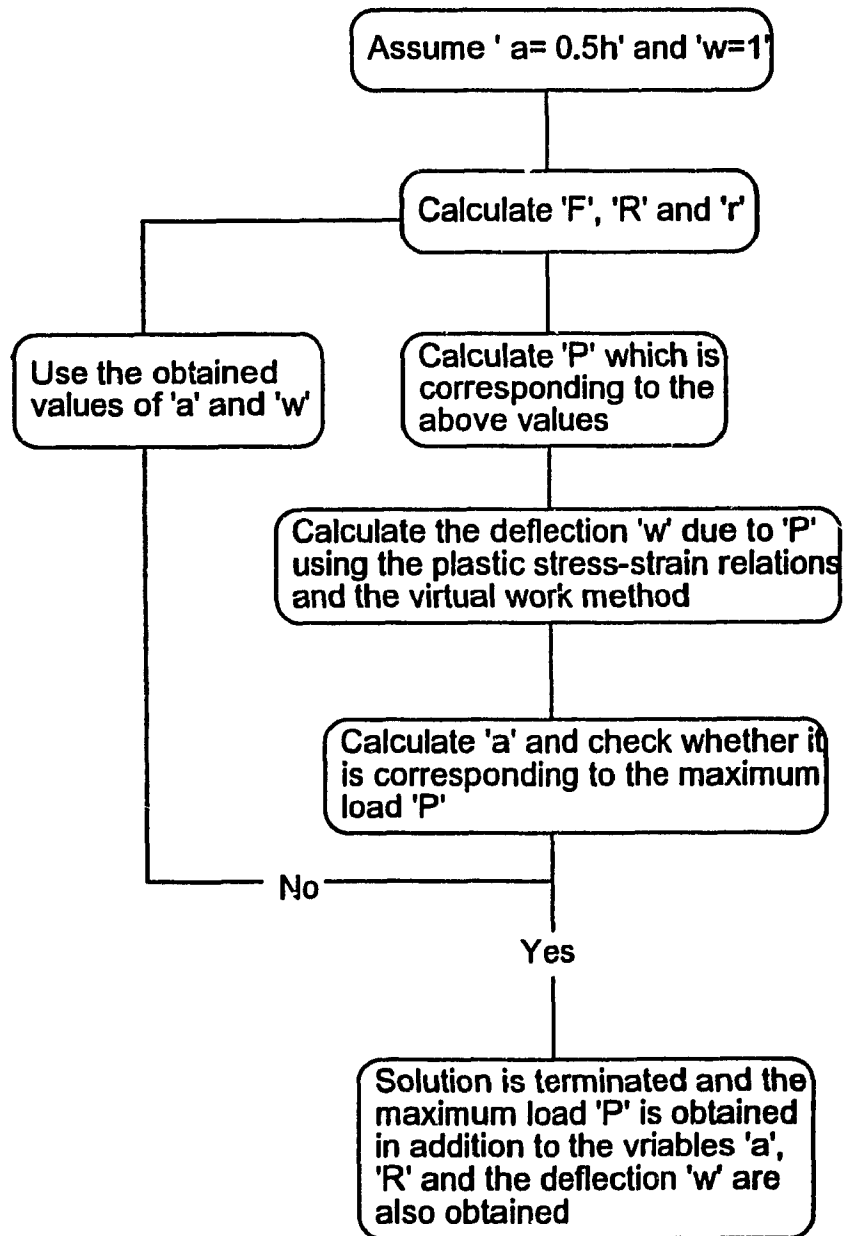 Assume ' a= 0.5h' and 'w=1'
Calculate 'F', 'R' and 'r'
Use the obtained
values of 'a' and 'w'
Calculate 'P' which is
corresponding to the
above values
Calculate the deflection 'w' due to 'P'
using the plastic stress-strain relations
and the virtual work method
Calculate 'a' and check whether it
is corresponding to the maximum
load 'P'
No
Yes
Solution is terminated and the
maximum load 'P' is obtained
in addition to the vriables 'a',
'R' and the deflection 'w' are
also obtained